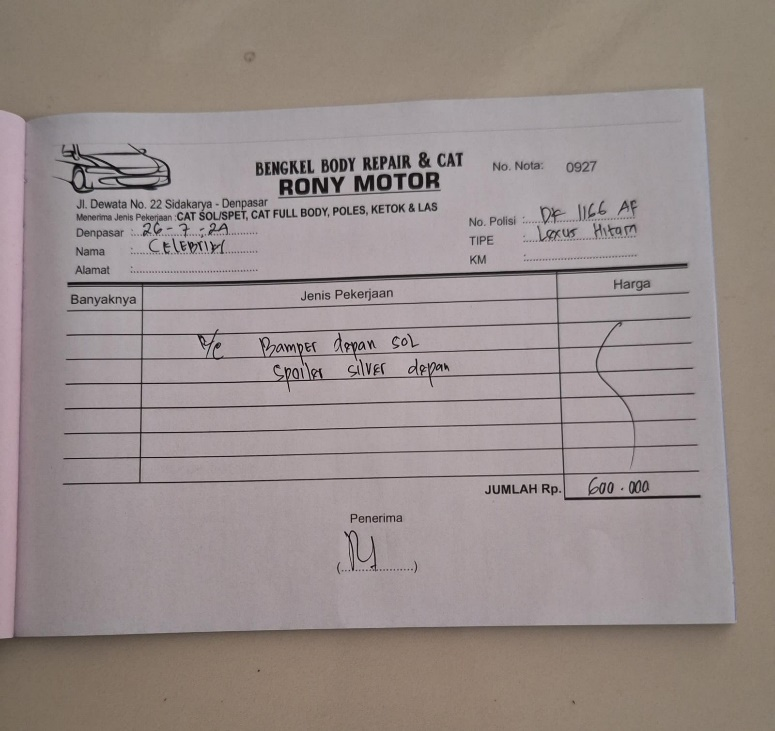 BENGKEL BODY REPAIR & CAT
RONY MOTOR
No. Nota: 0927
Jl. Dewata No. 22 Sidakarya - Denpasar
Menerima Jenis Pekerjaan : CAT SOL/SPET, CAT FULL BODY, POLES, KETOK & LAS
Denpasar : 26-7-24
Nama :
Alamat :
No. Polisi : DK 1166 AF
TIPE : Lexus Hitam
KM :
Banyaknya Jenis Pekerjaan Harga
Bamper depan sol
Spoiler silver depan
JUMLAH Rp. 600.000
Penerima
(..................)